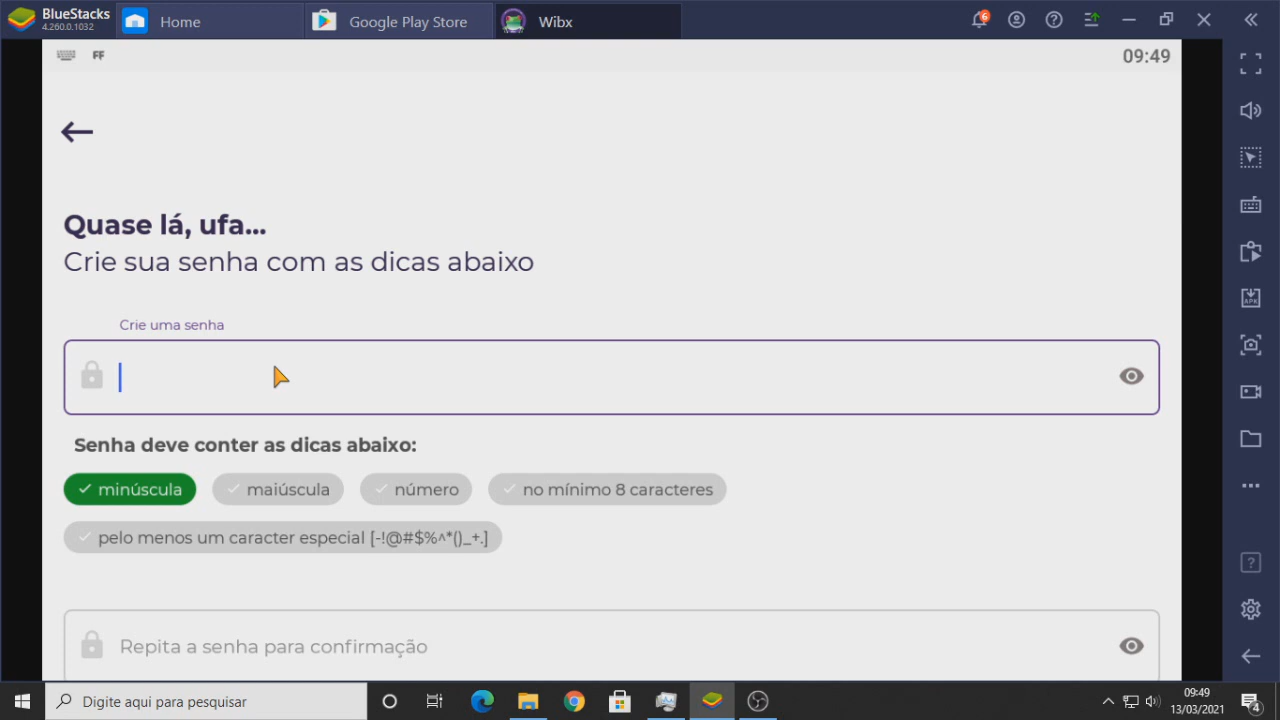 BlueStacks
4.260.0.1032
Home
Google Play Store
Wibx
6
FF
09:49
Quase lá, ufa...
Crie sua senha com as dicas abaixo
Crie uma senha
Senha deve conter as dicas abaixo:
minúscula
maiúscula
número
no mínimo 8 caracteres
pelo menos um caracter especial [-!@#$%^*()_+.]
Repita a senha para confirmação
APK
Digite aqui para pesquisar
09:49
13/03/2021
4